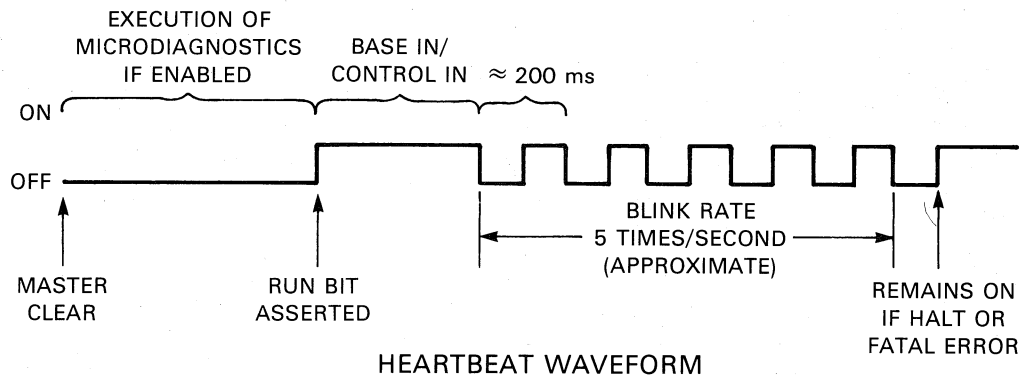 EXECUTION OF
MICRODIAGNOSTICS
IF ENABLED
BASE IN/
CONTROL IN
≈ 200 ms
ON
OFF
BLINK RATE
5 TIMES/SECOND
(APPROXIMATE)
MASTER
CLEAR
RUN BIT
ASSERTED
REMAINS ON
IF HALT OR
FATAL ERROR
HEARTBEAT WAVEFORM